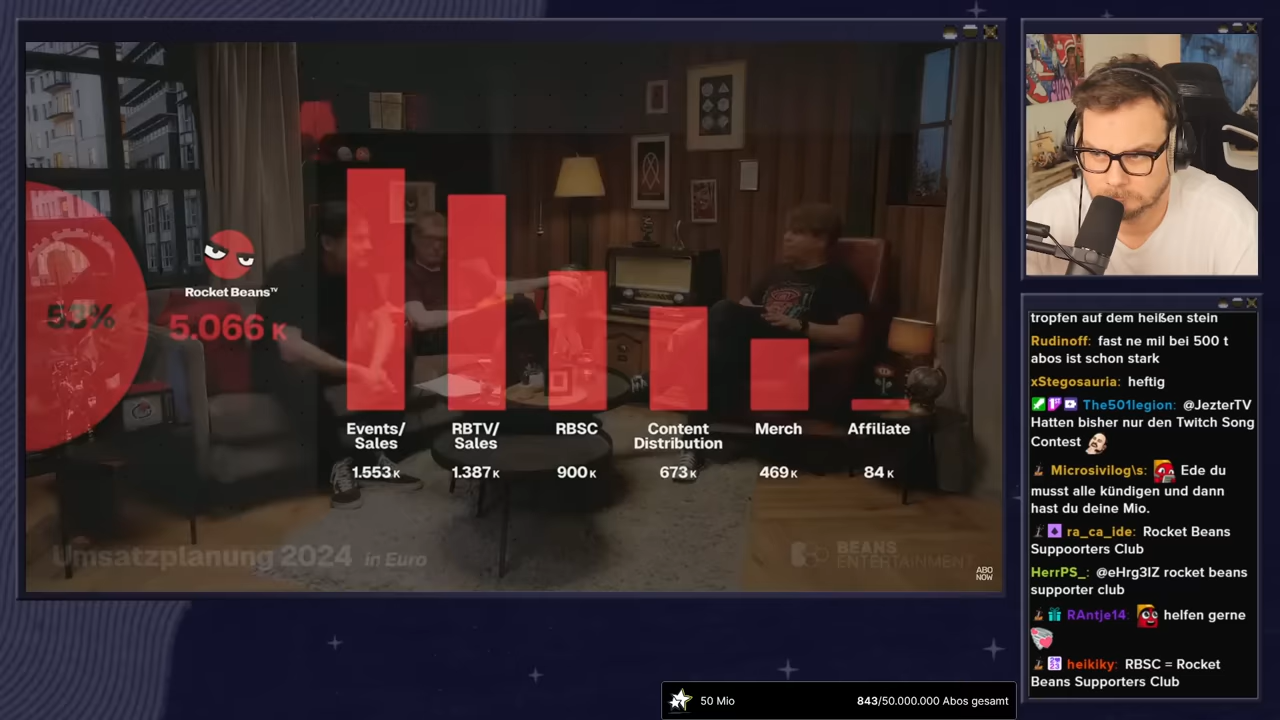 53%
Rocket Beans TV
5.066 K
Events/
Sales
1.553 K
RBTV/
Sales
1.387 K
RBSC
900 K
Content
Distribution
673 K
Merch
469 K
Affiliate
84 K
Umsatzplanung 2024 in Euro
BEANS
ENTERTAINMENT
ABO
NOW
tropfen auf dem heißen stein
Rudinoff: fast ne mil bei 500 t
abos ist schon stark
xStegosauria: heftig
The501legion: @JezterTV
Hatten bisher nur den Twitch Song
Contest
Microsivilog\s: Ede du
musst alle kündigen und dann
hast du deine Mio.
ra_ca_ide: Rocket Beans
Suppoorters Club
HerrPS_: @eHrg3IZ rocket beans
supporter club
RAntje14: helfen gerne
heikiky: RBSC = Rocket
Beans Supporters Club
50 Mio
843/50.000.000 Abos gesamt